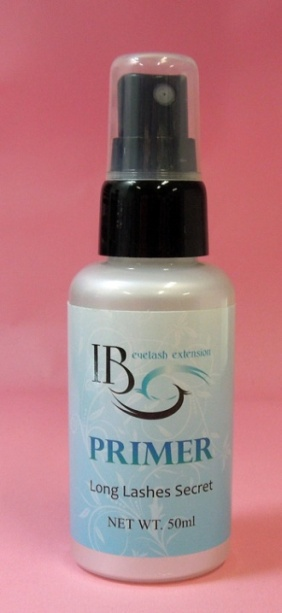 IB eyelash extension
PRIMER
Long Lashes Secret
NET WT. 50ml